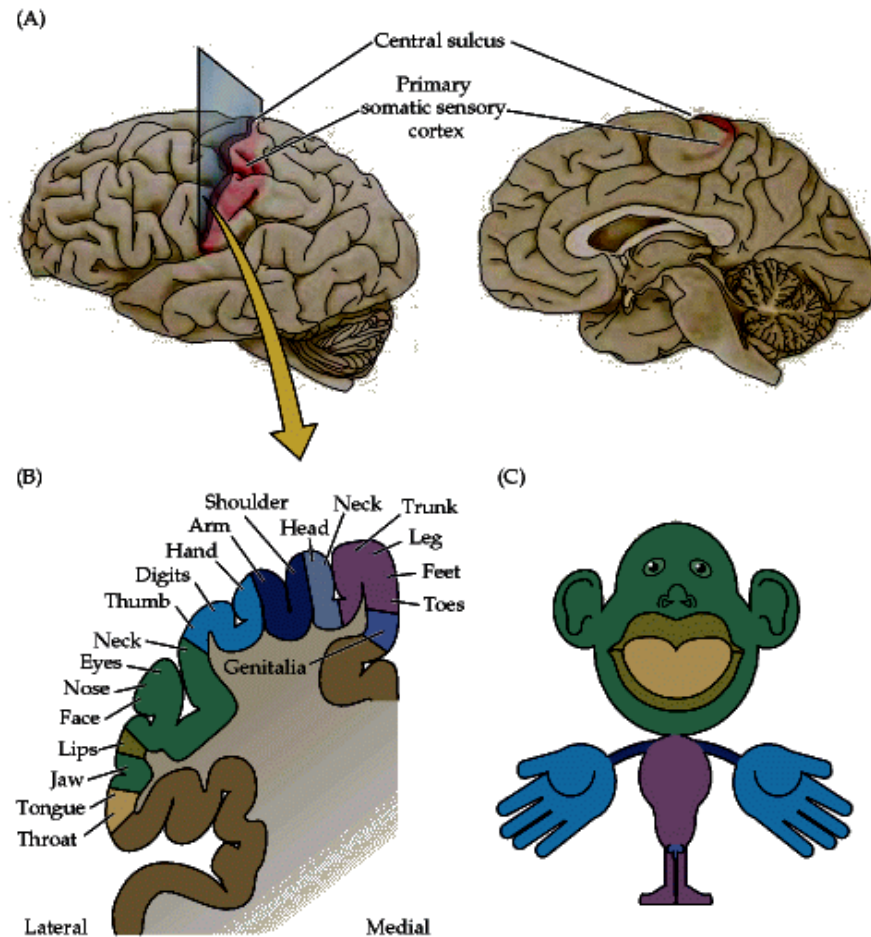 (A)
Central sulcus
Primary
somatic sensory
cortex
(B)
Shoulder
Arm
Hand
Digits
Thumb
Neck
Eyes
Nose
Face
Lips
Jaw
Tongue
Throat
Head
Neck
Trunk
Leg
Feet
Toes
Genitalia
Lateral
Medial
(C)